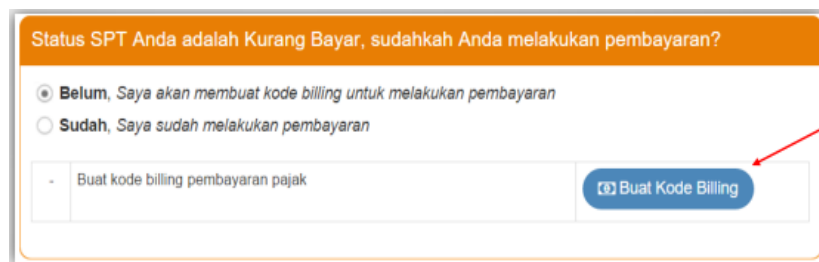 Status SPT Anda adalah Kurang Bayar, sudahkah Anda melakukan pembayaran?
Belum, Saya akan membuat kode billing untuk melakukan pembayaran
Sudah, Saya sudah melakukan pembayaran
- Buat kode billing pembayaran pajak
Buat Kode Billing